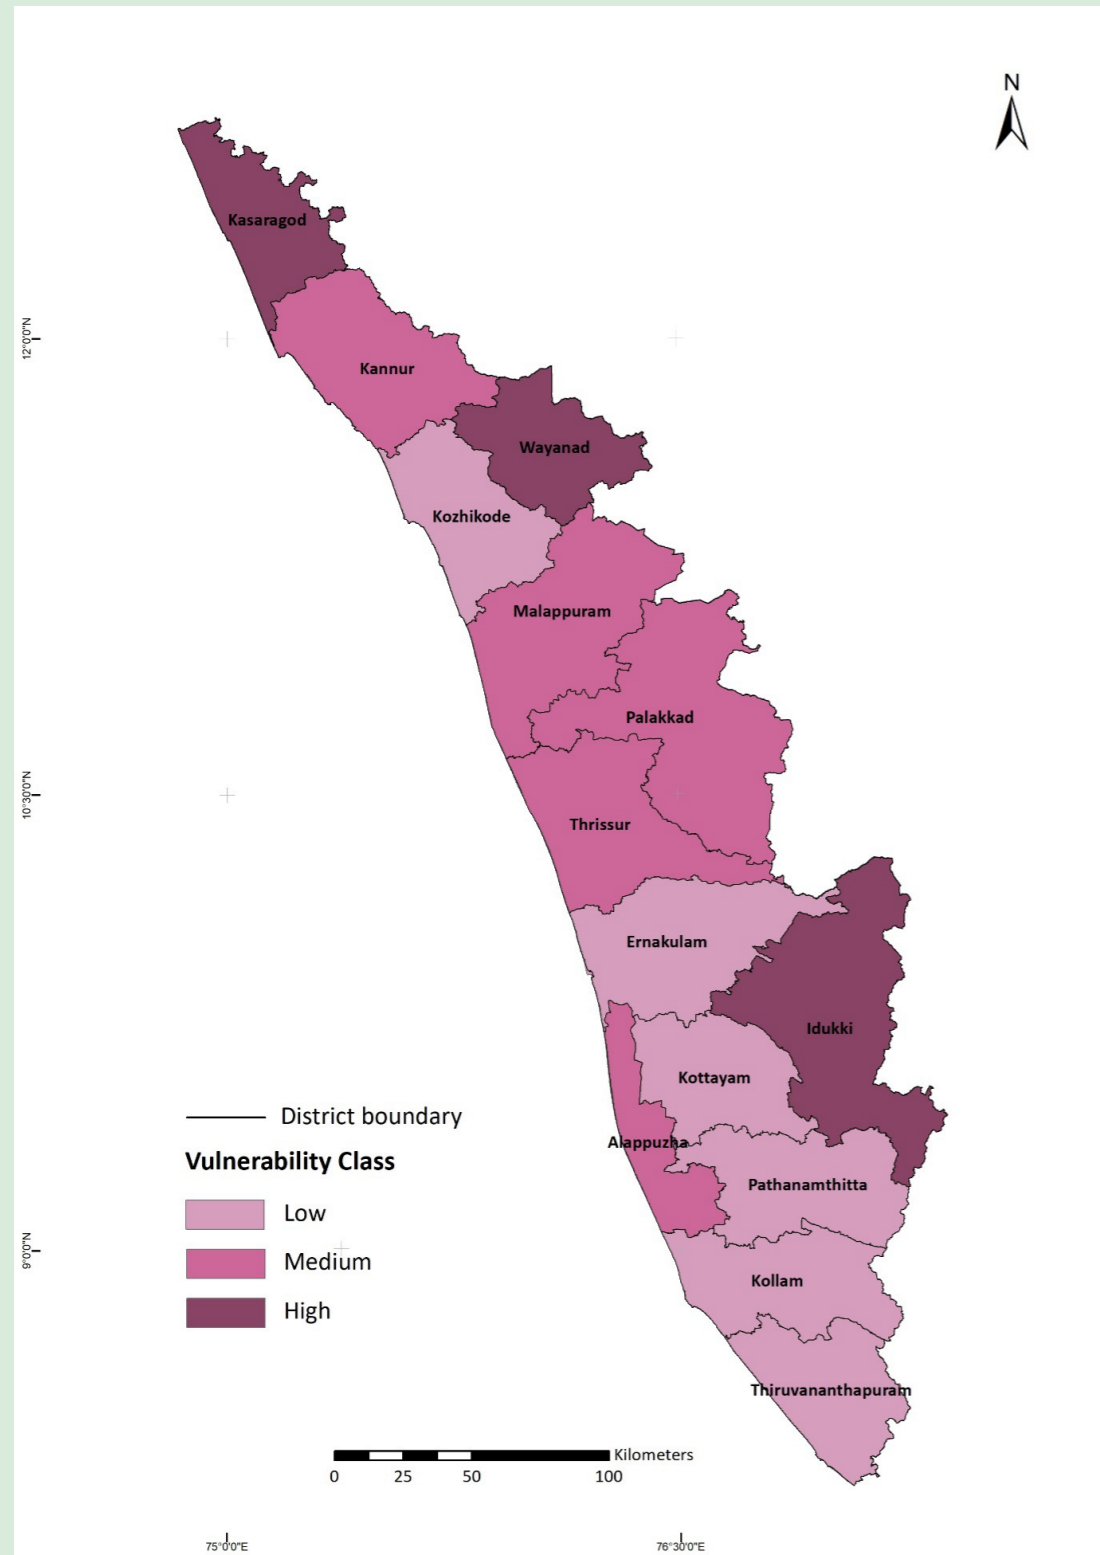 N
Kasaragod
12°0'0"N
Kannur
Wayanad
Kozhikode
Malappuram
Palakkad
10°30'0"N
Thrissur
Ernakulam
Idukki
Kottayam
District boundary
Alappuzha
Vulnerability Class
Pathanamthitta
Low
9°0'0"N
Medium
Kollam
High
Thiruvananthapuram
Kilometers
0 25 50 100
75°0'0"E 76°30'0"E